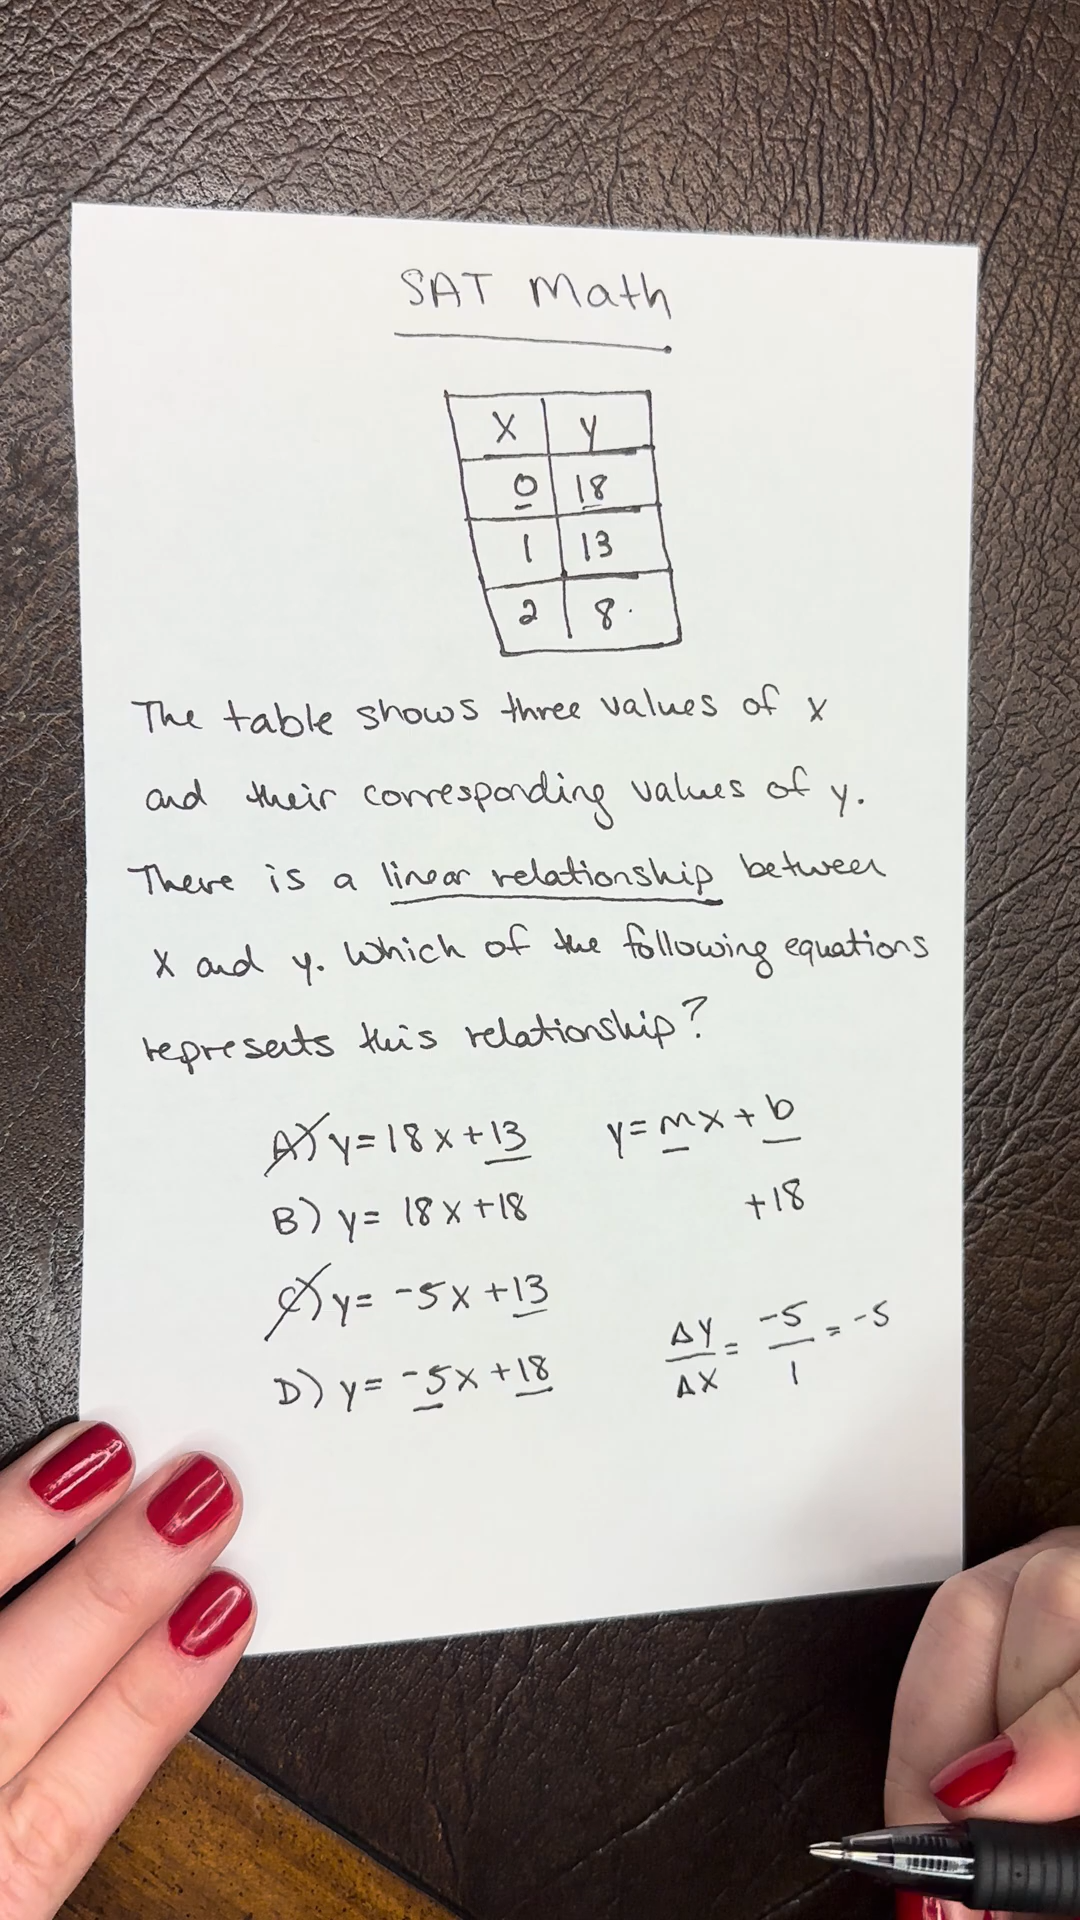 SAT Math
X Y
0 18
1 13
2 8
The table shows three values of x
and their corresponding values of y.
There is a linear relationship between
x and y. Which of the following equations
represents this relationship?
A) y=18x+13 y=mx+b
B) y= 18x+18 +18
C) y= -5x+13
ΔY/ΔX = -5/1 = -5
D) y= -5x+18